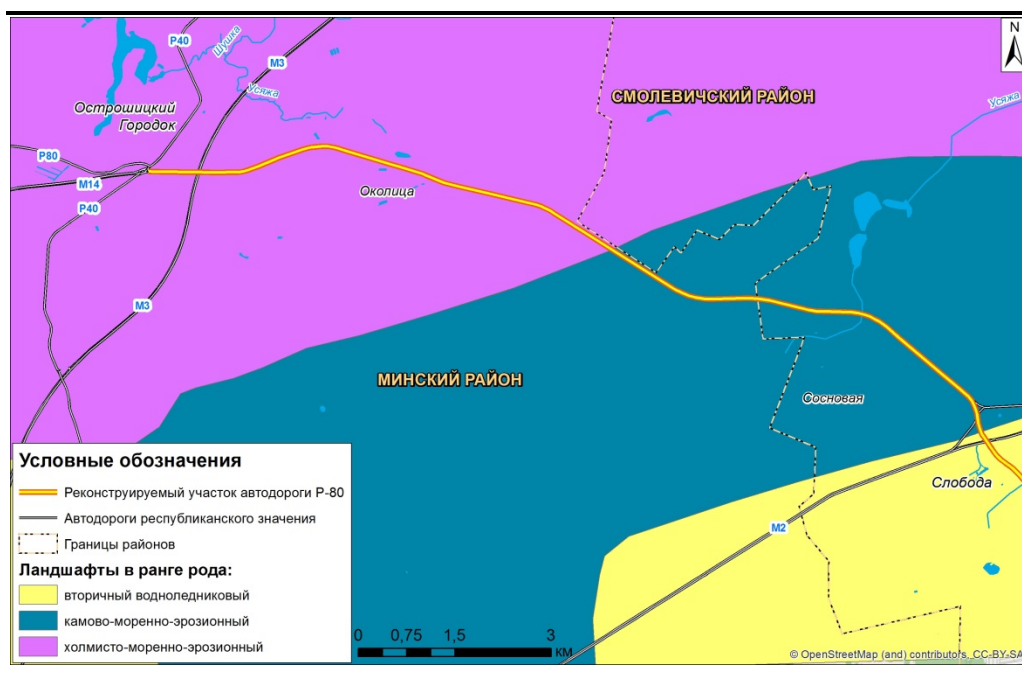 P40
Шушка
M3
N
Усяжа
СМОЛЕВИЧСКИЙ РАЙОН
Усяжа
Острошицкий
Городок
P80
M14
Околица
P40
M3
МИНСКИЙ РАЙОН
Сосновая
Слобода
M2
Условные обозначения
Реконструируемый участок автодороги Р-80
Автодороги республиканского значения
Границы районов
Ландшафты в ранге рода:
вторичный водноледниковый
камово-моренно-эрозионный
холмисто-моренно-эрозионный
0 0,75 1,5 3
КМ
© OpenStreetMap (and) contributors, CC-BY-SA